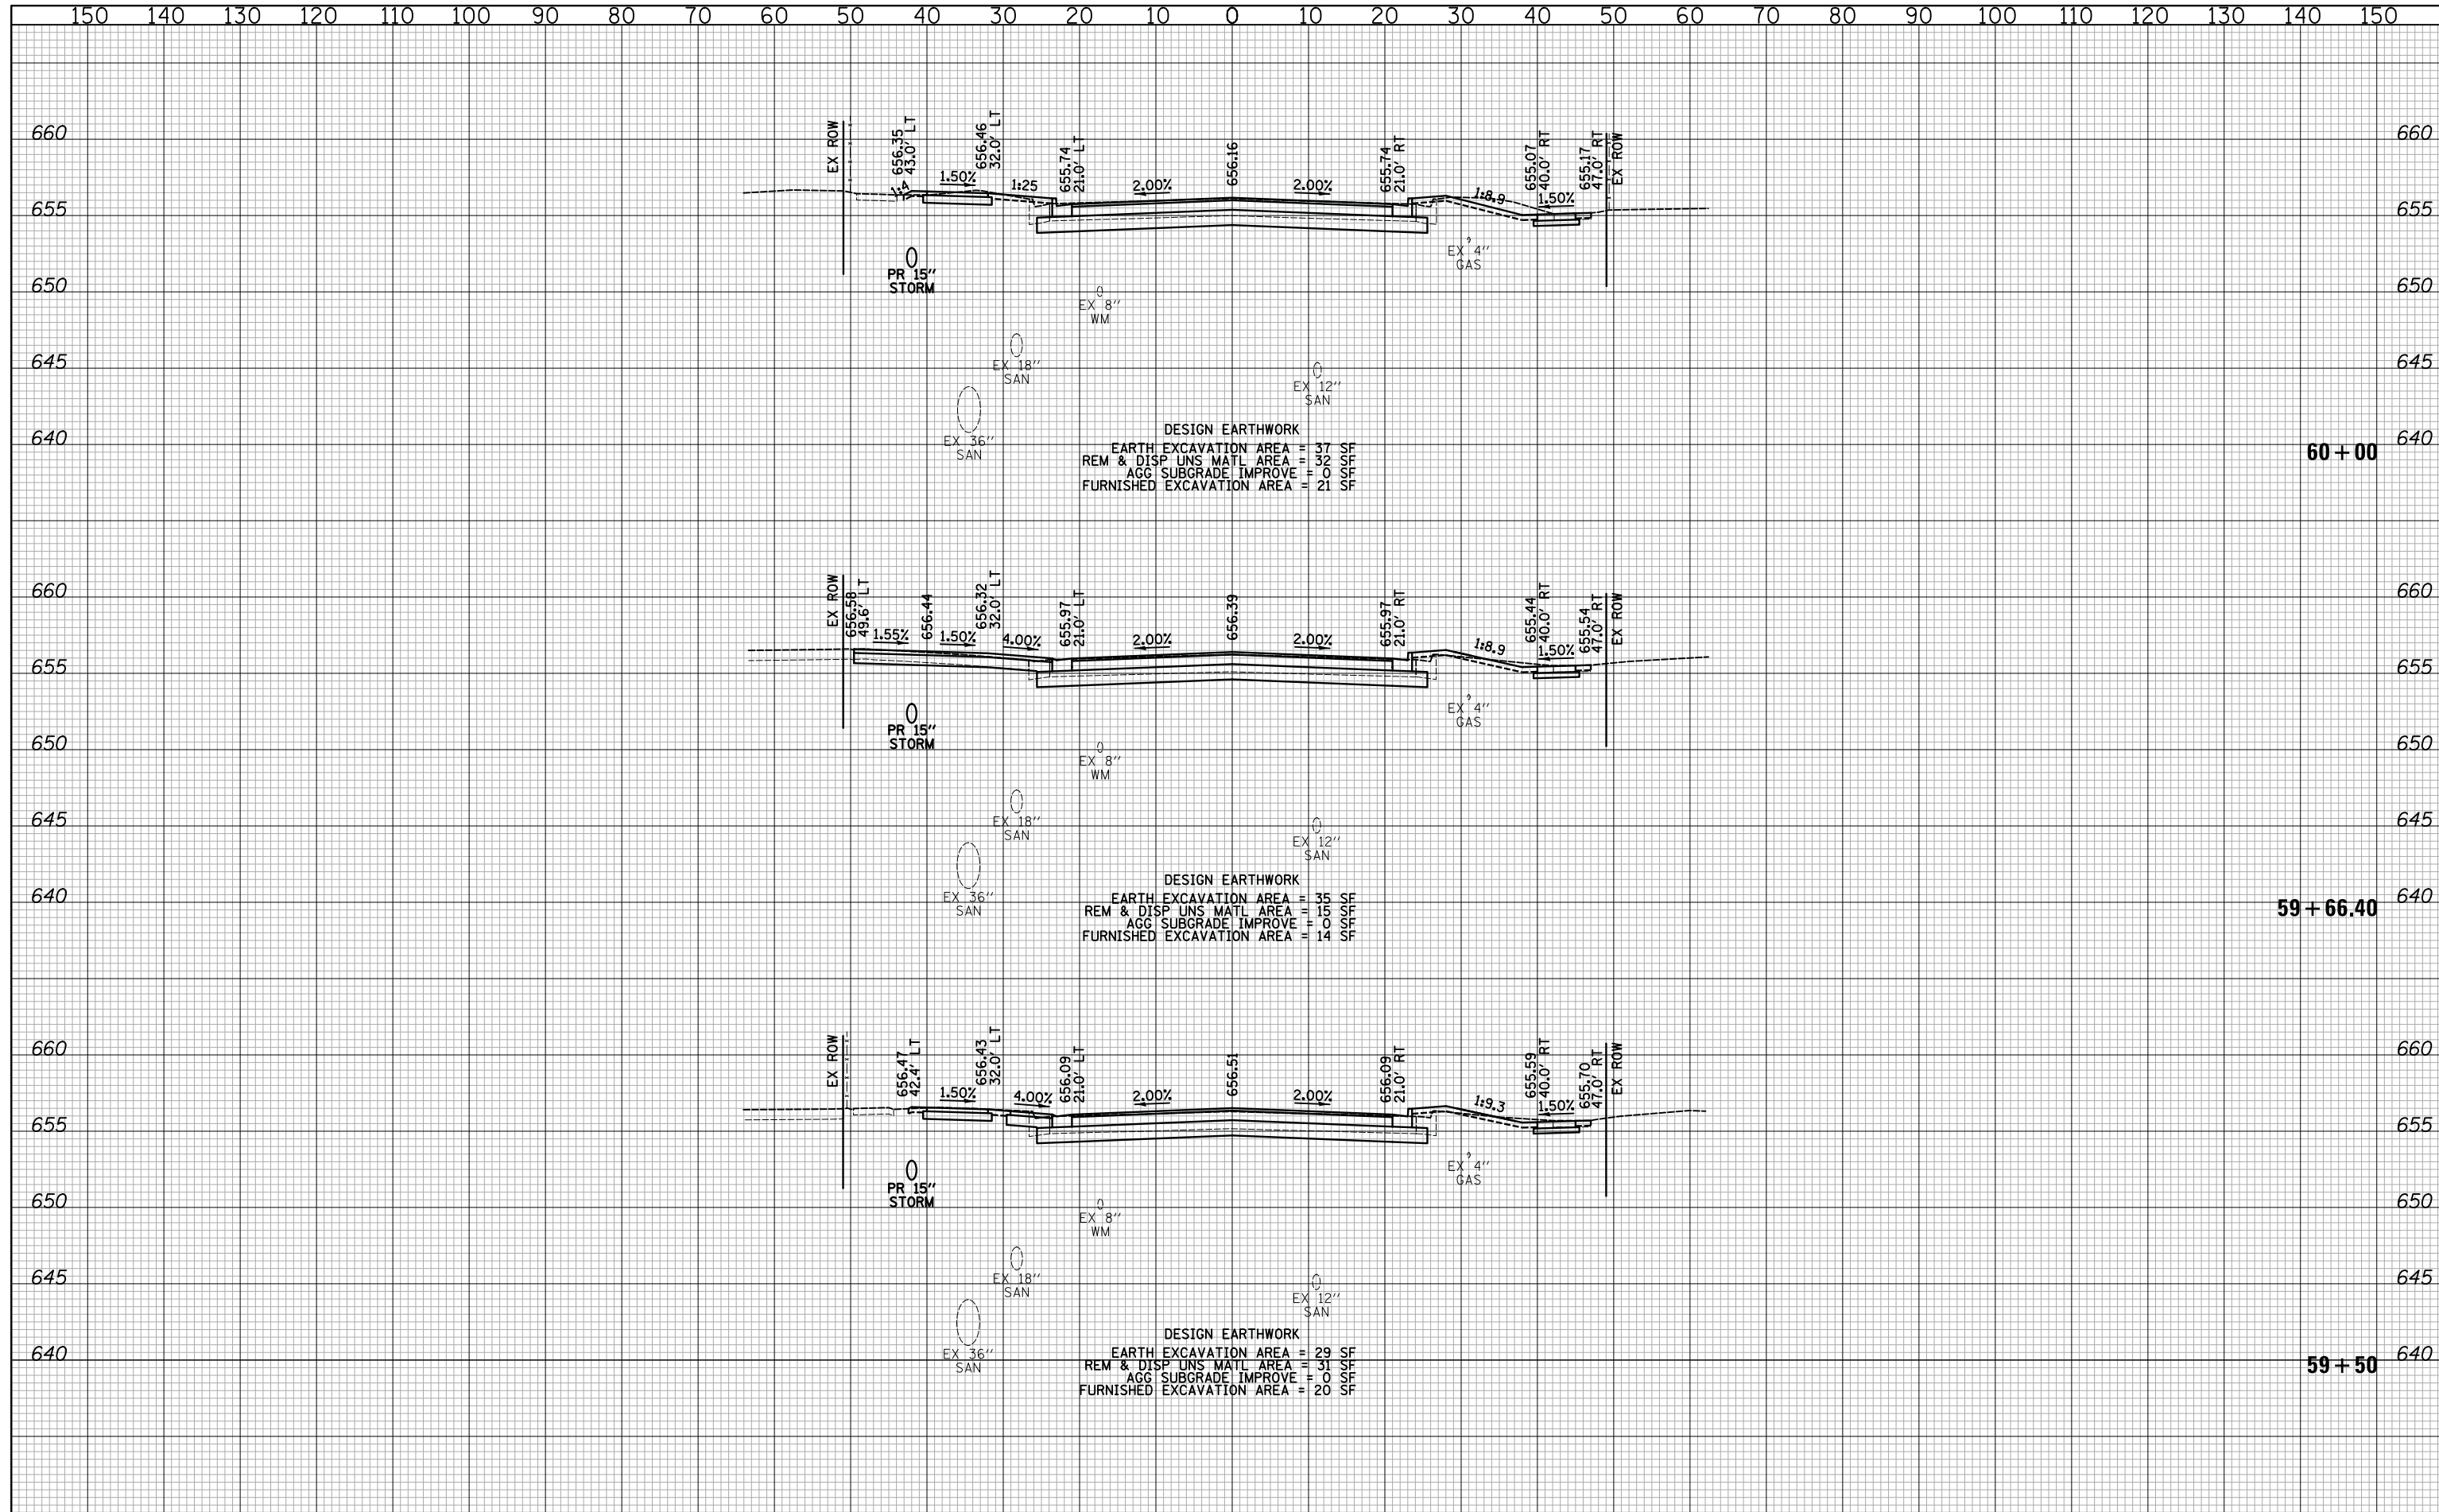 150 140 130 120 110 100 90 80 70 60 50 40 30 20 10 0 10 20 30 40 50 60 70 80 90 100 110 120 130 140 150
EX ROW
656.35
43.0' LT
656.46
32.0' LT
655.74
21.0' LT
656.16
655.74
21.0' RT
655.07
40.0' RT
655.17
47.0' RT
EX ROW
660 660
1:4 1.50% 1:25 2.00% 2.00% 1:8.9 1.50%
655 655
EX 4"
GAS
PR 15"
STORM
650 650
EX 8"
WM
645 645
EX 18"
SAN
EX 12"
SAN
640 640
EX 36"
SAN
DESIGN EARTHWORK
EARTH EXCAVATION AREA = 37 SF
REM & DISP UNS MATL AREA = 32 SF
AGG SUBGRADE IMPROVE = 0 SF
FURNISHED EXCAVATION AREA = 21 SF
60+00
EX ROW
656.58
49.6' LT
656.44
656.32
32.0' LT
655.97
21.0' LT
656.39
655.97
21.0' RT
655.44
40.0' RT
655.54
47.0' RT
EX ROW
660 660
1.55% 1.50% 4.00% 2.00% 2.00% 1:8.9 1.50%
655 655
EX 4"
GAS
PR 15"
STORM
650 650
EX 8"
WM
645 645
EX 18"
SAN
EX 12"
SAN
640 640
EX 36"
SAN
DESIGN EARTHWORK
EARTH EXCAVATION AREA = 35 SF
REM & DISP UNS MATL AREA = 15 SF
AGG SUBGRADE IMPROVE = 0 SF
FURNISHED EXCAVATION AREA = 14 SF
59+66.40
EX ROW
656.47
42.4' LT
656.43
32.0' LT
656.09
21.0' LT
656.51
656.09
21.0' RT
655.59
40.0' RT
655.70
47.0' RT
EX ROW
660 660
1.50% 4.00% 2.00% 2.00% 1:9.3 1.50%
655 655
EX 4"
GAS
PR 15"
STORM
650 650
EX 8"
WM
645 645
EX 18"
SAN
EX 12"
SAN
640 640
EX 36"
SAN
DESIGN EARTHWORK
EARTH EXCAVATION AREA = 29 SF
REM & DISP UNS MATL AREA = 31 SF
AGG SUBGRADE IMPROVE = 0 SF
FURNISHED EXCAVATION AREA = 20 SF
59+50